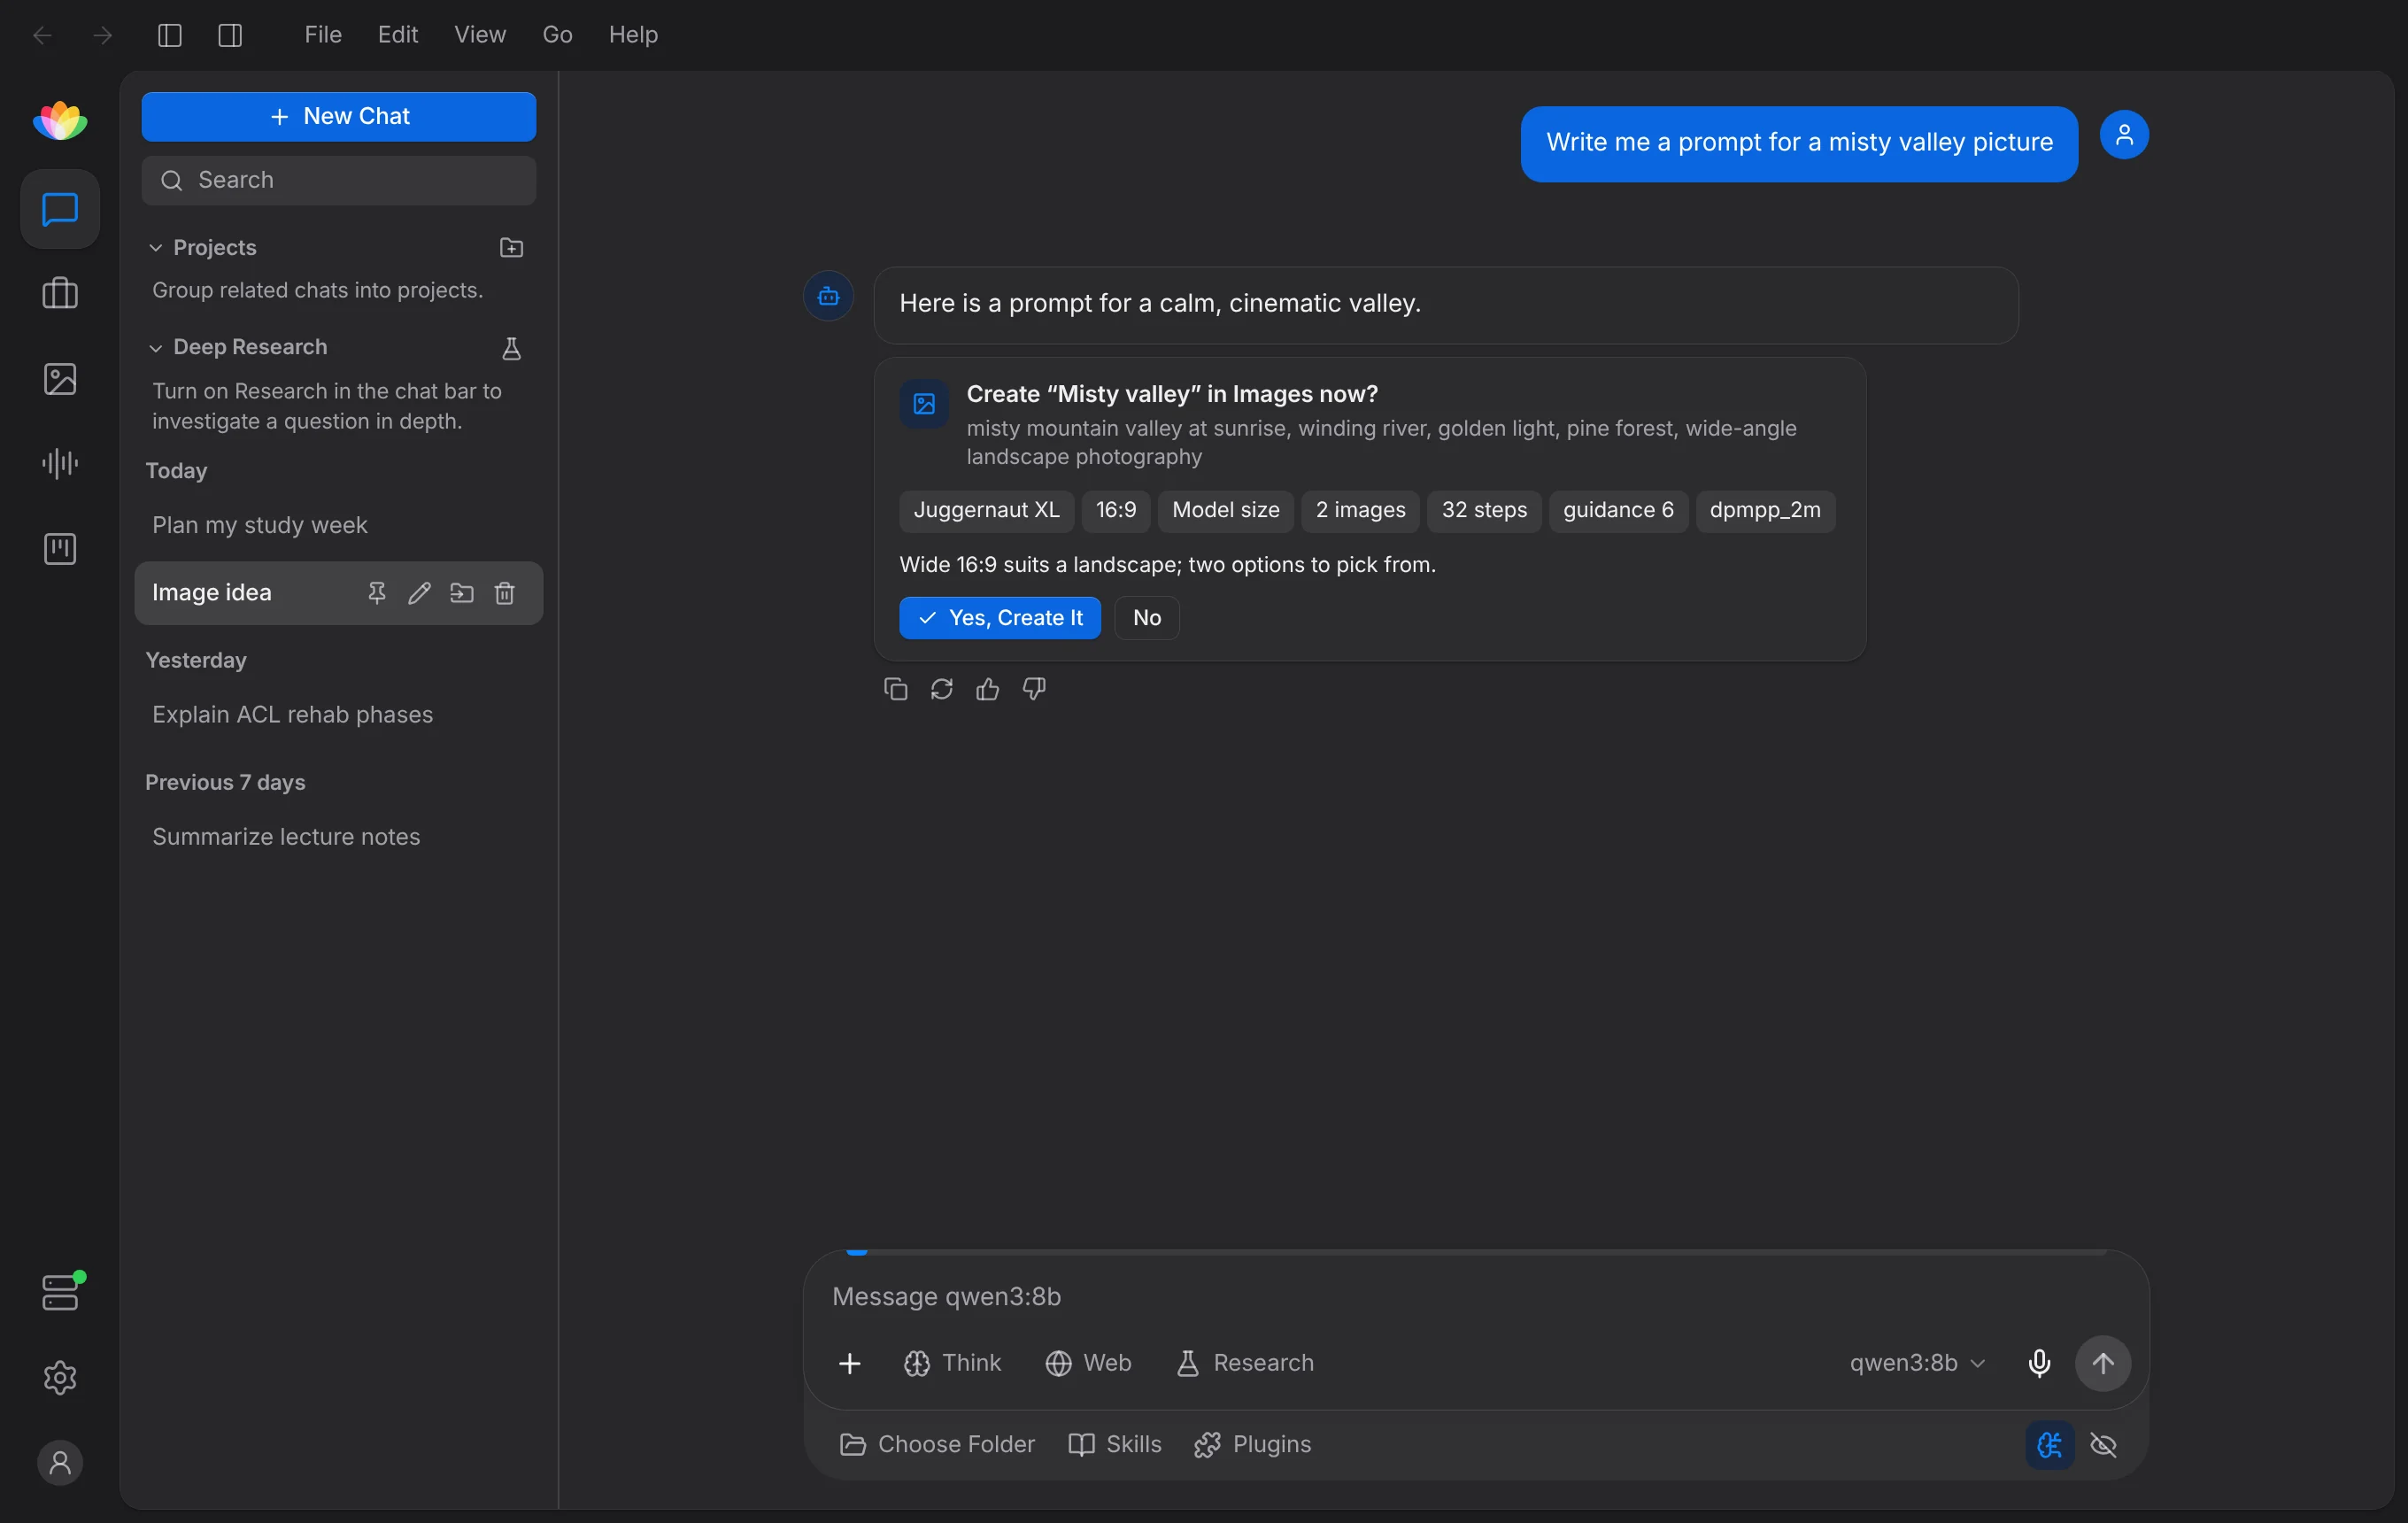 File Edit View Go Help
New Chat
Search
Projects
Group related chats into projects.
Deep Research
Turn on Research in the chat bar to
investigate a question in depth.
Today
Plan my study week
Image idea
Yesterday
Explain ACL rehab phases
Previous 7 days
Summarize lecture notes
Write me a prompt for a misty valley picture
Here is a prompt for a calm, cinematic valley.
Create “Misty valley” in Images now?
misty mountain valley at sunrise, winding river, golden light, pine forest, wide-angle
landscape photography
Juggernaut XL 16:9 Model size 2 images 32 steps guidance 6 dpmpp_2m
Wide 16:9 suits a landscape; two options to pick from.
Yes, Create It No
Message qwen3:8b
Think Web Research qwen3:8b
Choose Folder Skills Plugins